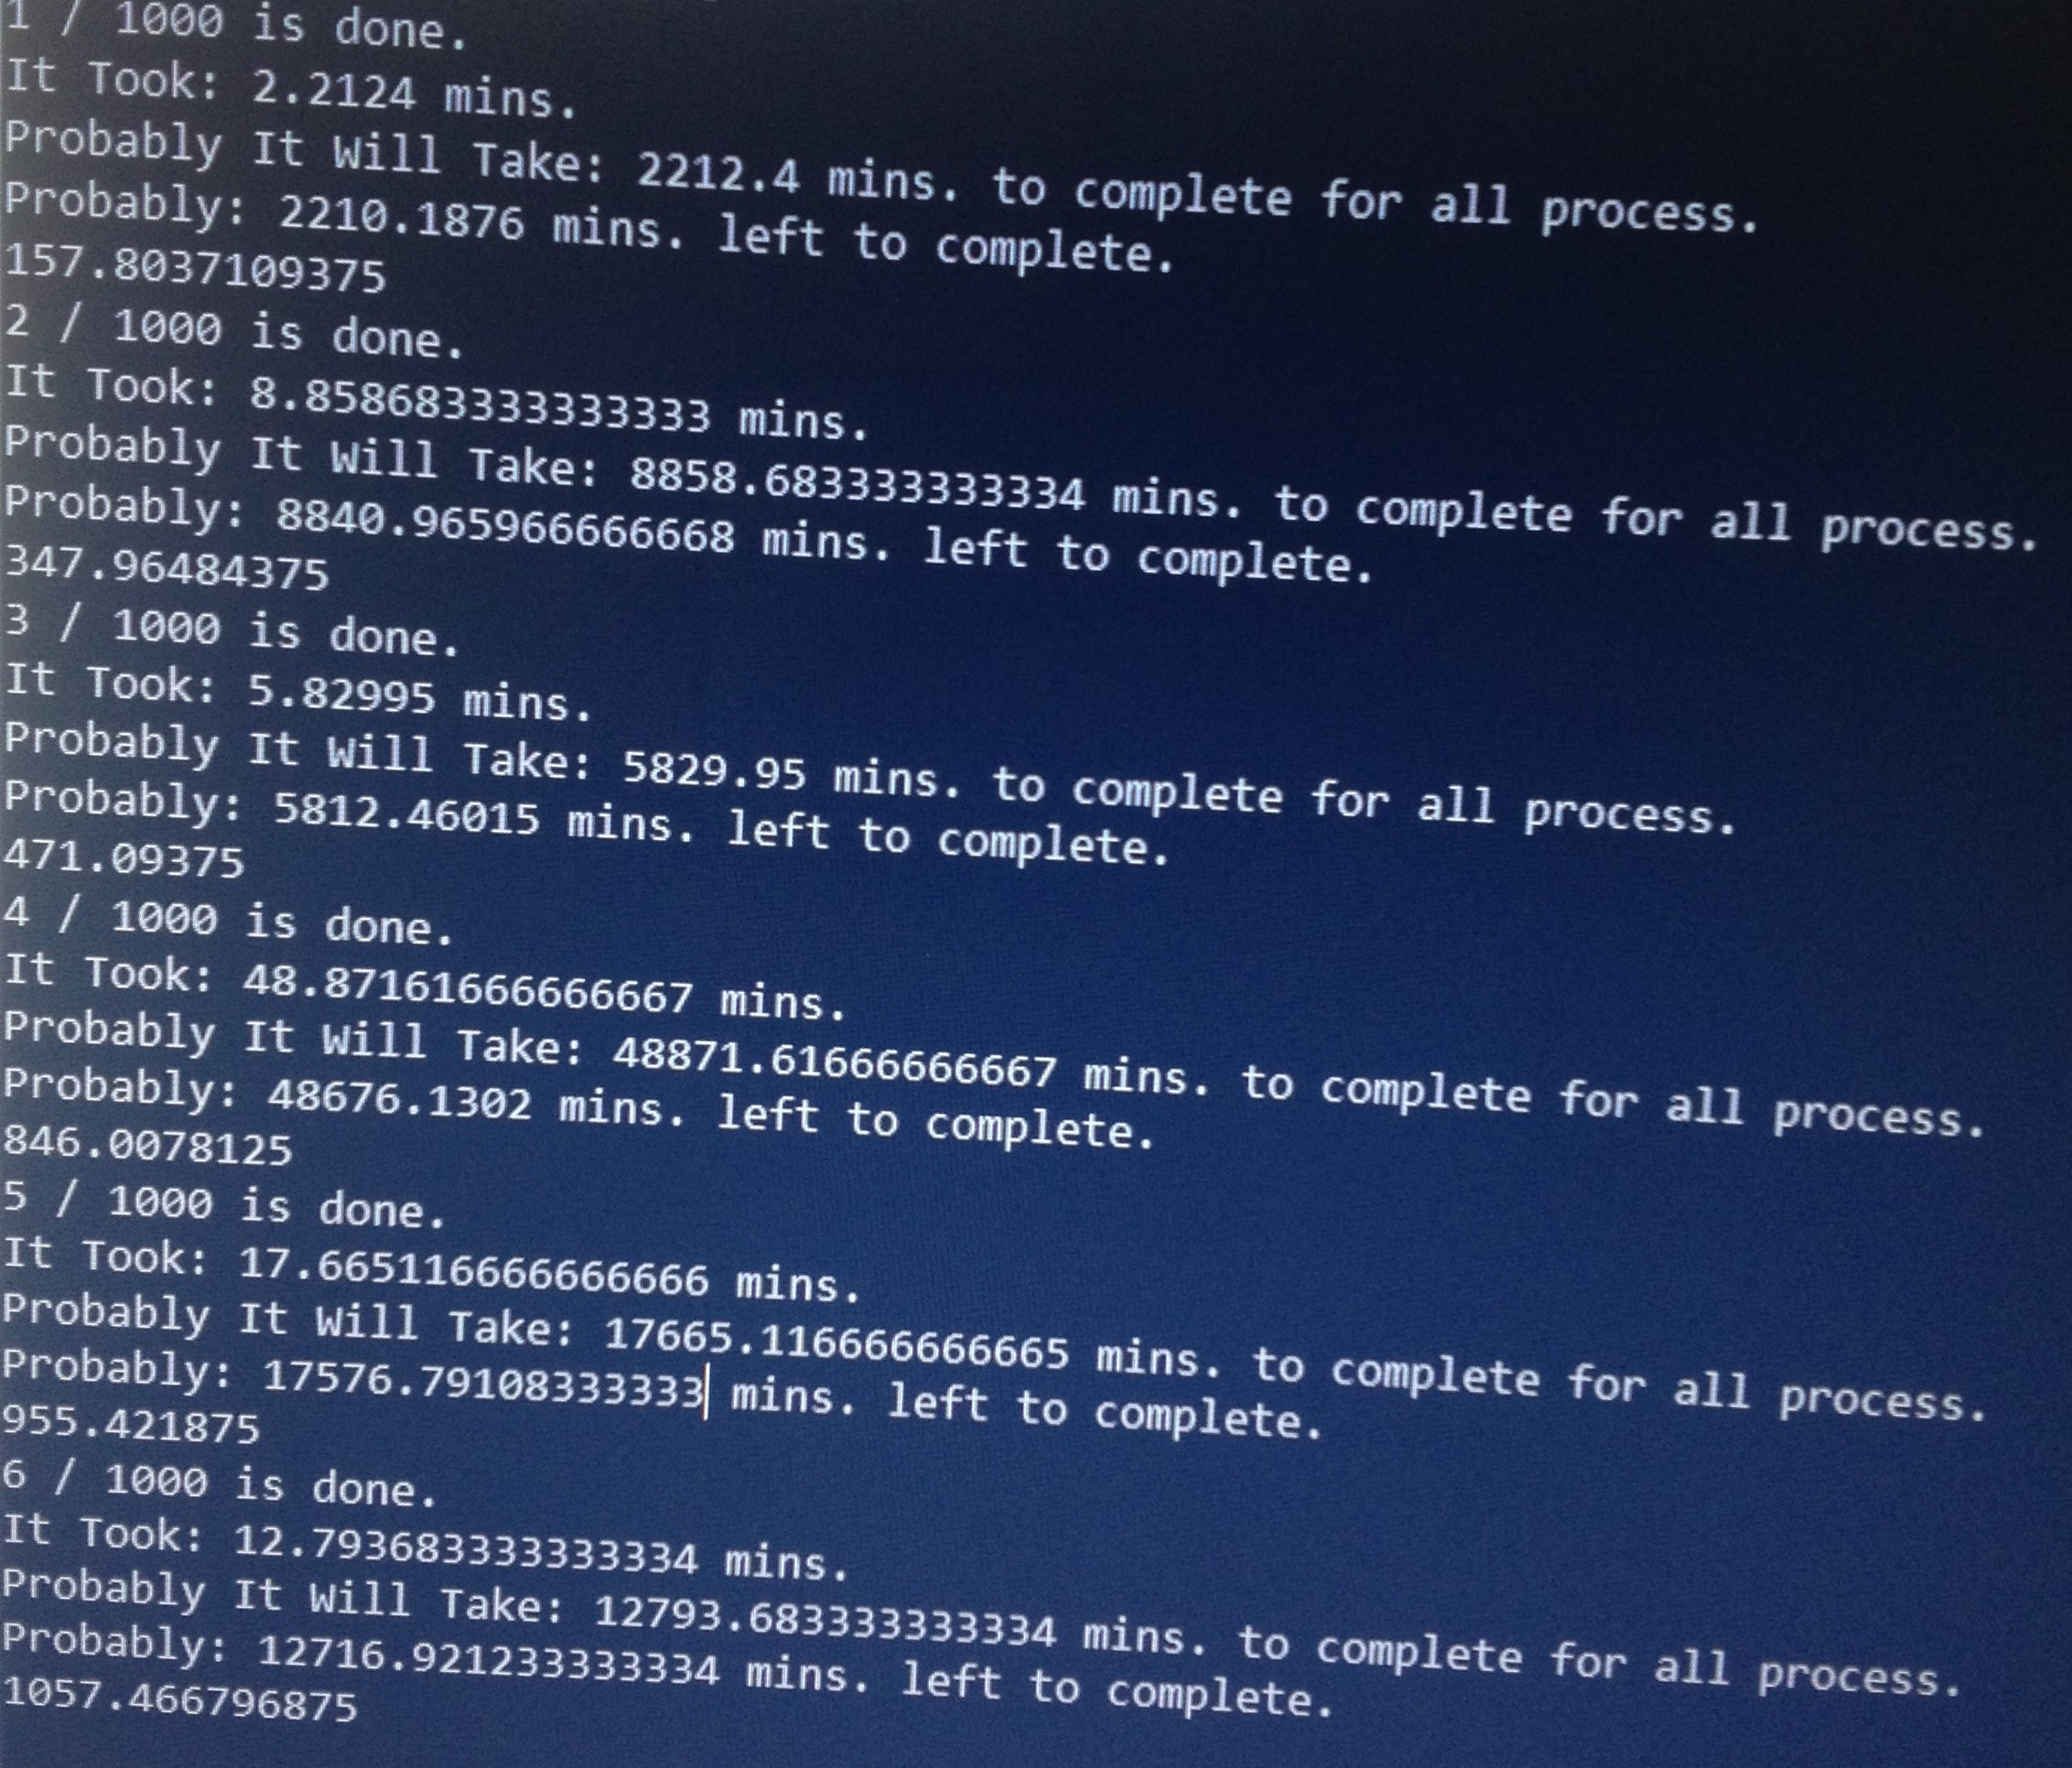 1 / 1000 is done.
It Took: 2.2124 mins.
Probably It Will Take: 2212.4 mins. to complete for all process.
Probably: 2210.1876 mins. left to complete.
157.8037109375
2 / 1000 is done.
It Took: 8.858683333333333 mins.
Probably It Will Take: 8858.683333333334 mins. to complete for all process.
Probably: 8840.965966666668 mins. left to complete.
347.96484375
3 / 1000 is done.
It Took: 5.82995 mins.
Probably It Will Take: 5829.95 mins. to complete for all process.
Probably: 5812.46015 mins. left to complete.
471.09375
4 / 1000 is done.
It Took: 48.87161666666667 mins.
Probably It Will Take: 48871.61666666667 mins. to complete for all process.
Probably: 48676.1302 mins. left to complete.
846.0078125
5 / 1000 is done.
It Took: 17.665116666666666 mins.
Probably It Will Take: 17665.116666666665 mins. to complete for all process.
Probably: 17576.79108333333 mins. left to complete.
955.421875
6 / 1000 is done.
It Took: 12.793683333333334 mins.
Probably It Will Take: 12793.683333333334 mins. to complete for all process.
Probably: 12716.921233333334 mins. left to complete.
1057.466796875